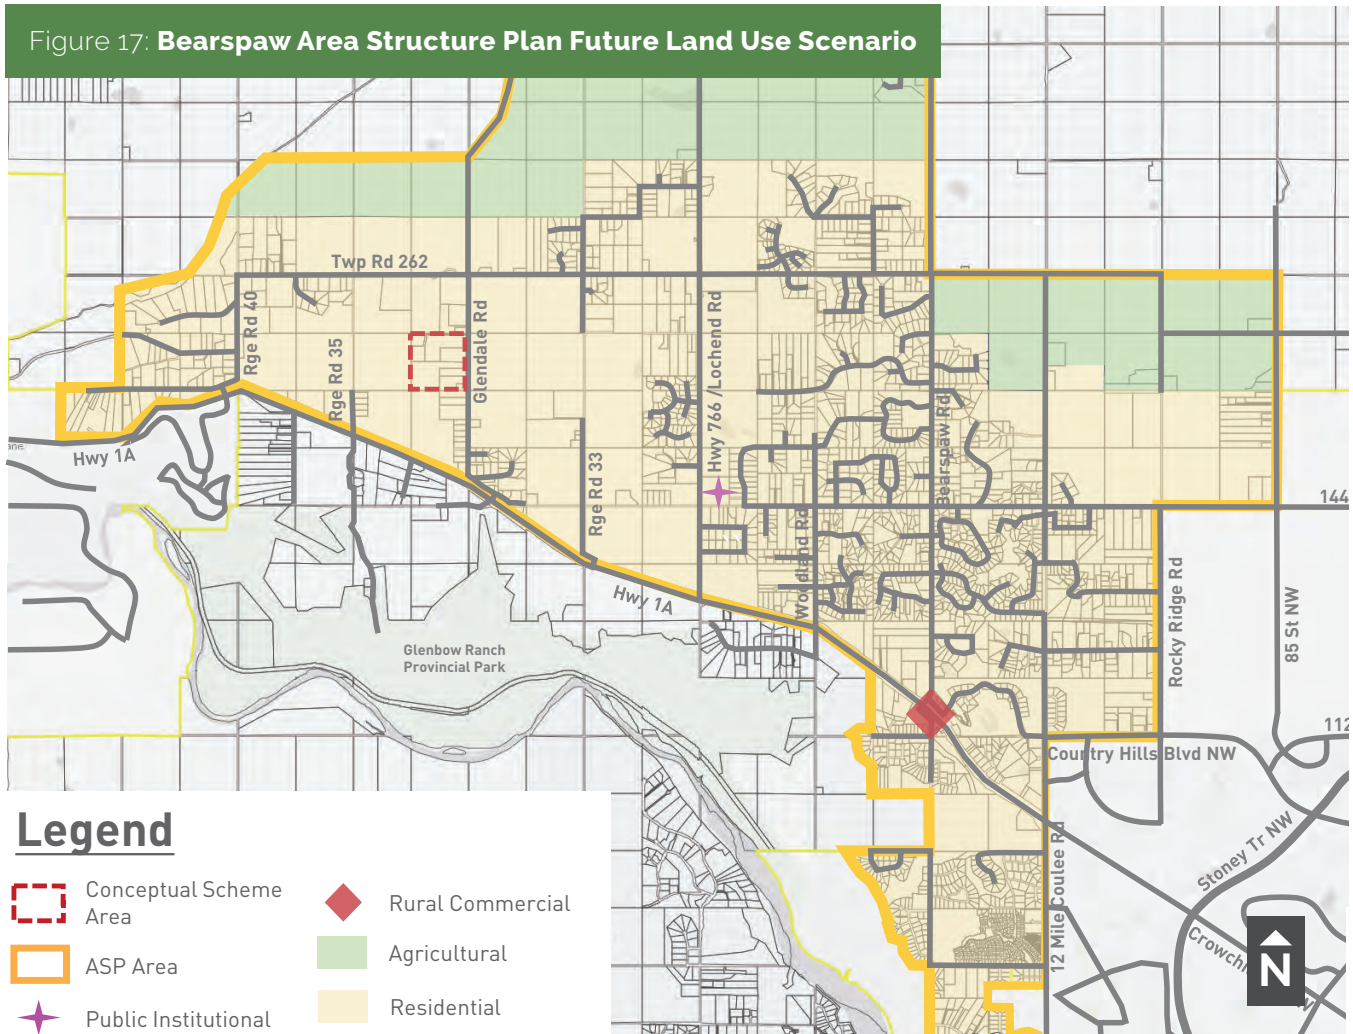 Figure 17: Bearspaw Area Structure Plan Future Land Use Scenario
Twp Rd 262
Rge Rd 40
Rge Rd 35
Glendale Rd
Hwy 766 /Lochend Rd
Bearspaw Rd
Hwy 1A
Rge Rd 33
Woodland Rd
144
Hwy 1A
Rocky Ridge Rd
85 St NW
Glenbow Ranch
Provincial Park
112
Country Hills Blvd NW
12 Mile Coulee Rd
Stoney Tr NW
N
Legend
Conceptual Scheme
Area
ASP Area
Public Institutional
Rural Commercial
Agricultural
Residential